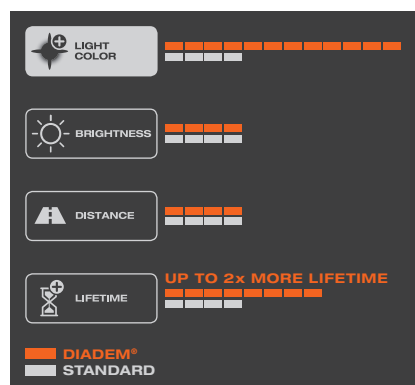 LIGHT
COLOR
BRIGHTNESS
DISTANCE
UP TO 2x MORE LIFETIME
LIFETIME
DIADEM®
STANDARD